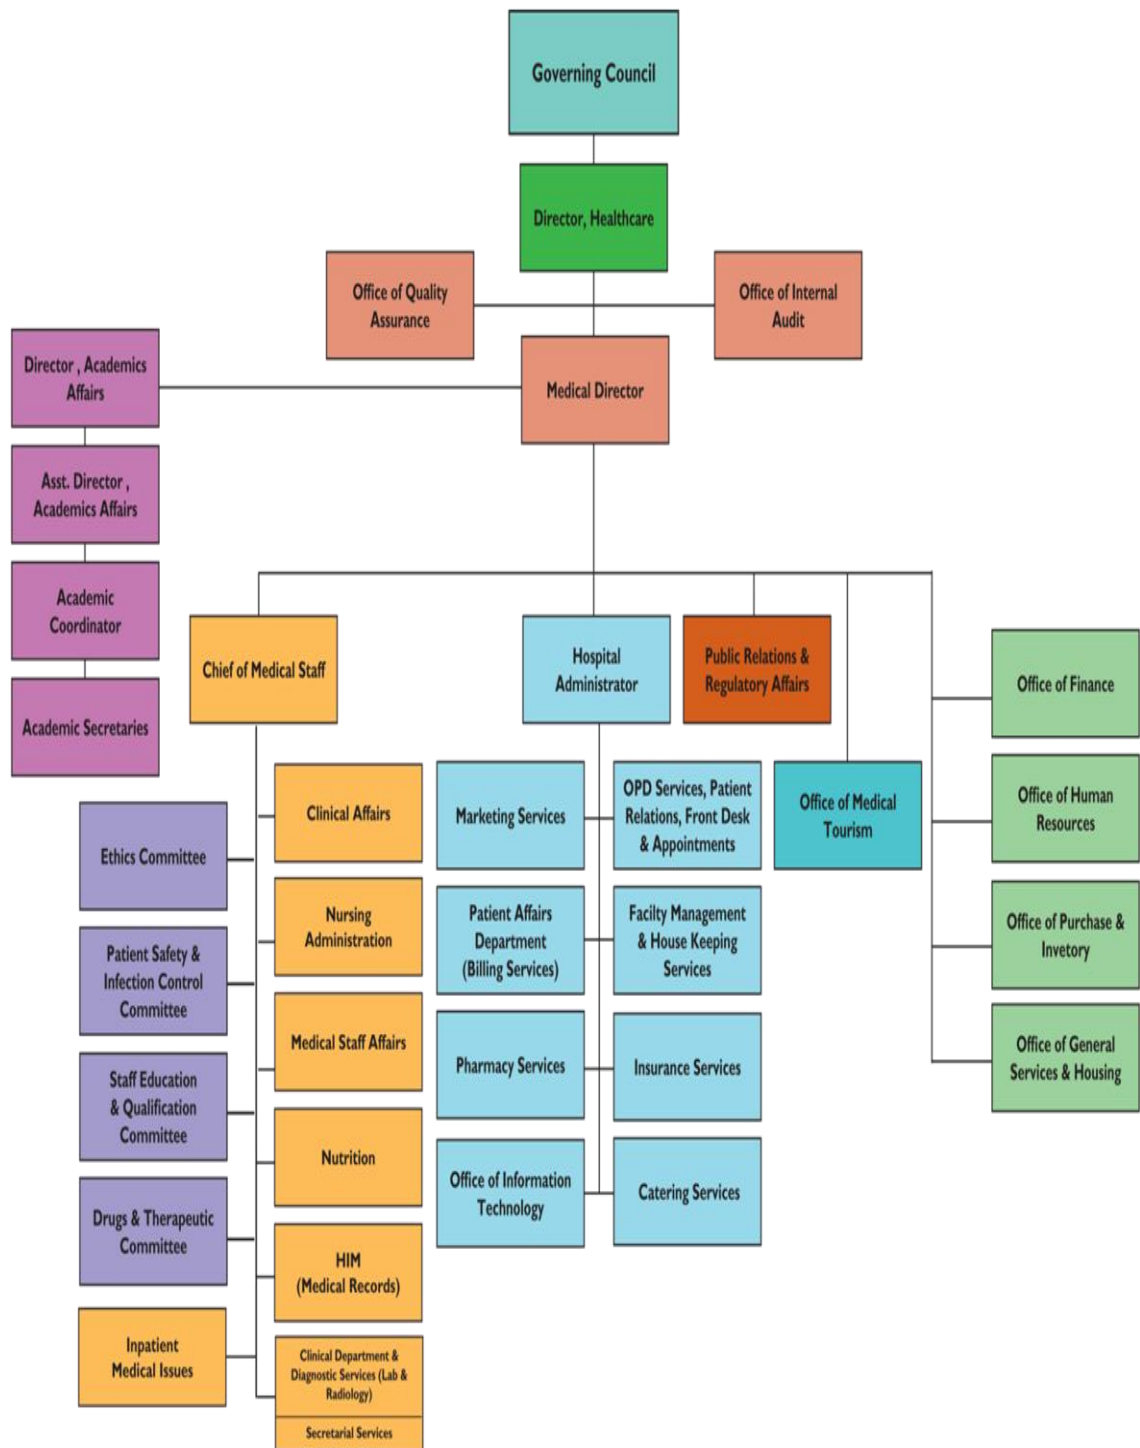 Governing Council
Director, Healthcare
Office of Quality
Assurance
Office of Internal
Audit
Director , Academics
Affairs
Medical Director
Asst. Director ,
Academics Affairs
Academic
Coordinator
Academic Secretaries
Chief of Medical Staff
Hospital
Administrator
Public Relations &
Regulatory Affairs
Office of Finance
Office of Human
Resources
Office of Purchase &
Invetory
Office of General
Services & Housing
Office of Medical
Tourism
Ethics Committee
Patient Safety &
Infection Control
Committee
Staff Education
& Qualification
Committee
Drugs & Therapeutic
Committee
Inpatient
Medical Issues
Clinical Affairs
Nursing
Administration
Medical Staff Affairs
Nutrition
HIM
(Medical Records)
Clinical Department &
Diagnostic Services (Lab &
Radiology)
Secretarial Services
Marketing Services
OPD Services, Patient
Relations, Front Desk
& Appointments
Patient Affairs
Department
(Billing Services)
Facilty Management
& House Keeping
Services
Pharmacy Services
Insurance Services
Office of Information
Technology
Catering Services